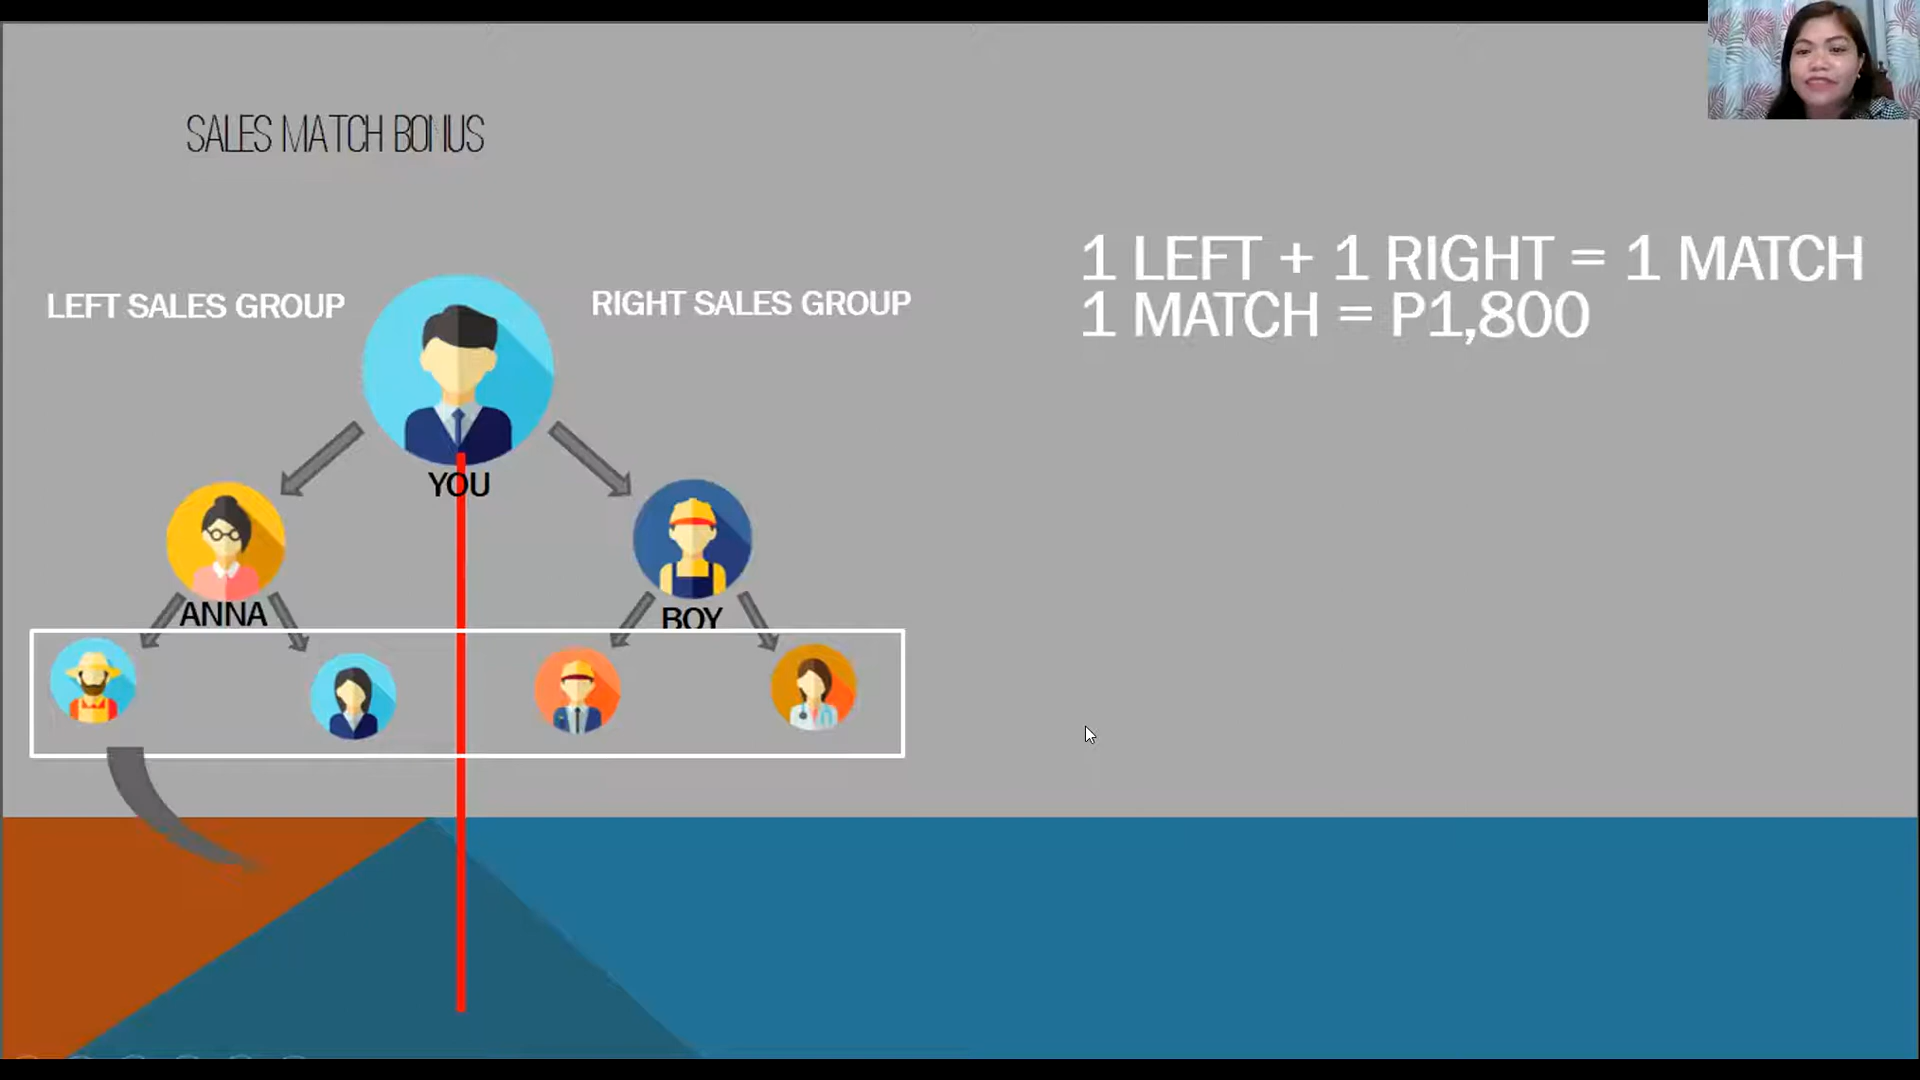 SALES MATCH BONUS
LEFT SALES GROUP
RIGHT SALES GROUP
1 LEFT + 1 RIGHT = 1 MATCH
1 MATCH = P1,800
YOU
ANNA
BOY